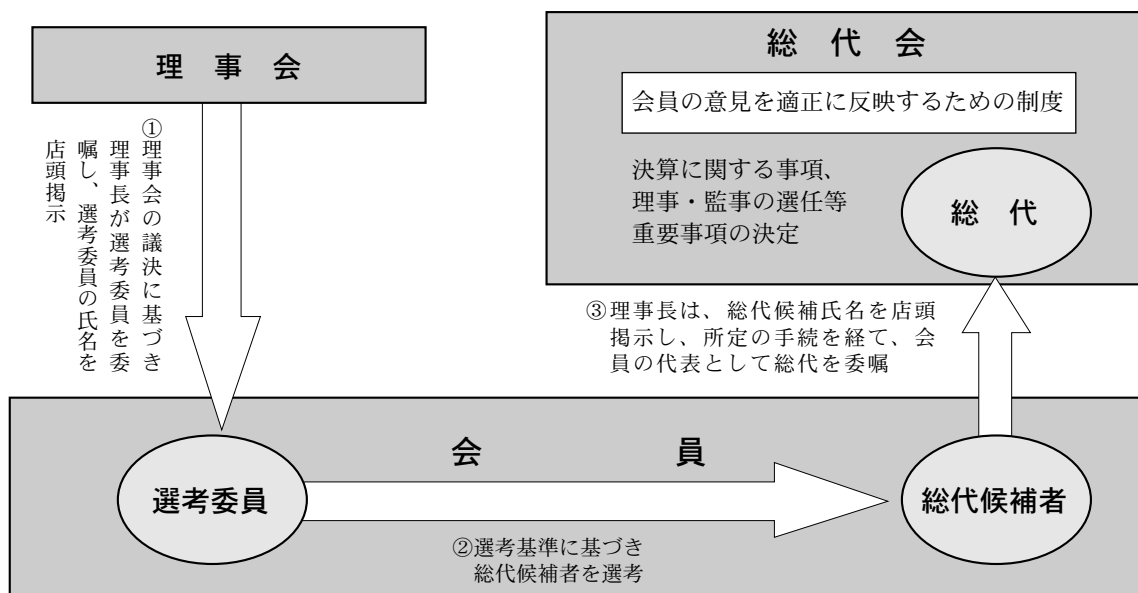 理事会
①理事会の議決に基づき
理事長が選考委員を委
嘱し、選考委員の氏名を
店頭掲示
総代会
会員の意見を適正に反映するための制度
決算に関する事項、
理事・監事の選任等
重要事項の決定
総代
③理事長は、総代候補氏名を店頭
掲示し、所定の手続を経て、会
員の代表として総代を委嘱
会員
選考委員
総代候補者
②選考基準に基づき
総代候補者を選考